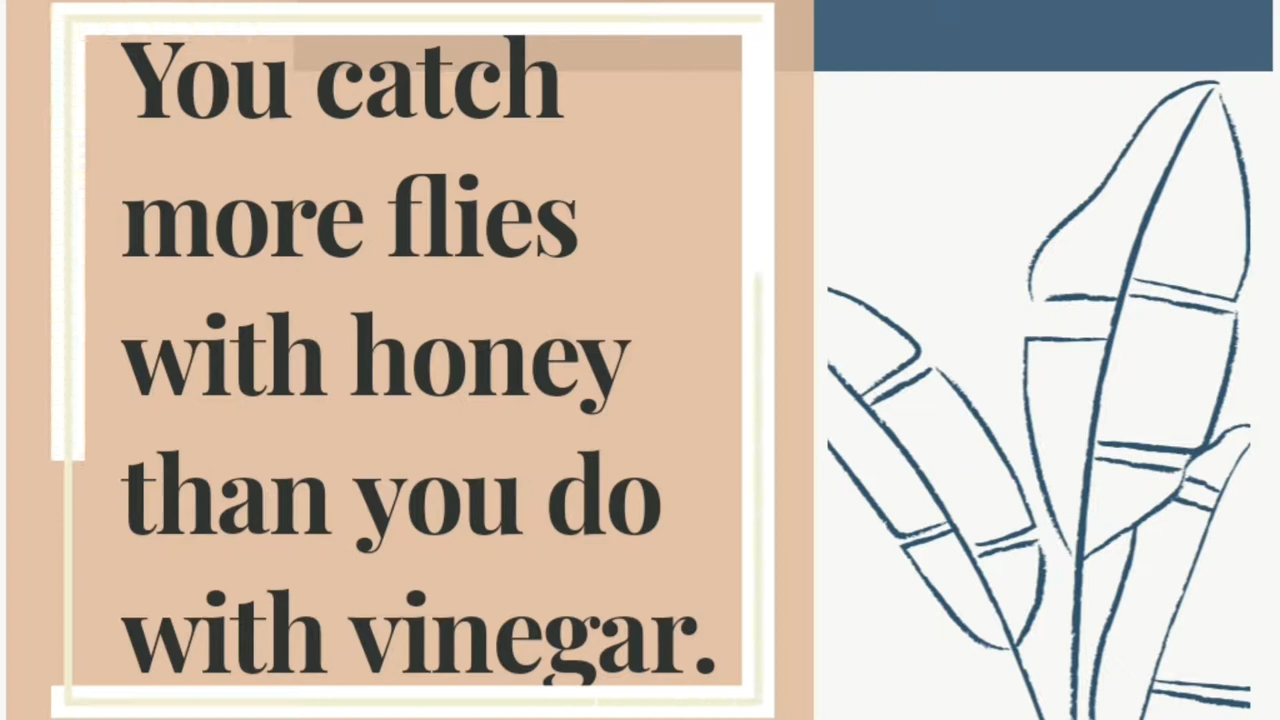 You catch
more flies
with honey
than you do
with vinegar.